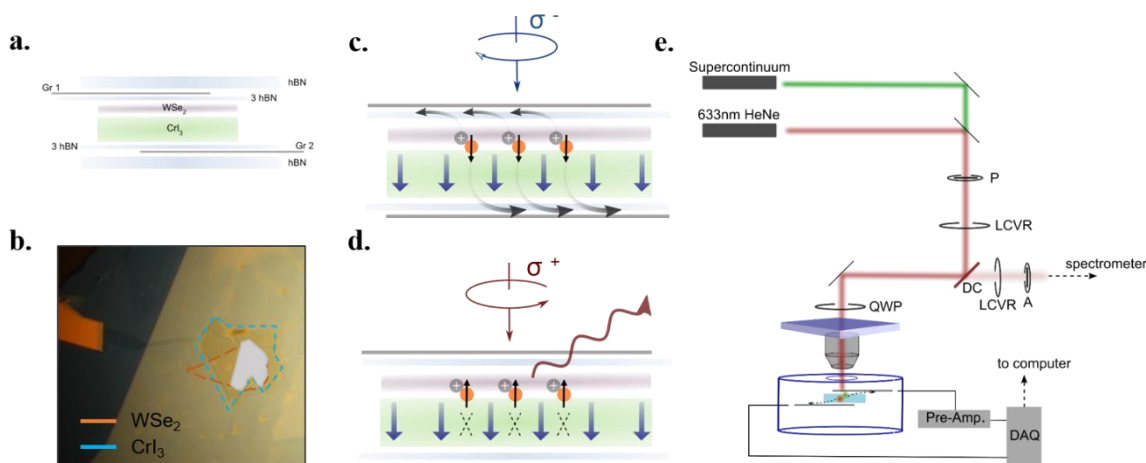 a.
hBN
Gr 1
3 hBN
WSe₂
CrI₃
3 hBN
Gr 2
hBN
b.
WSe₂
CrI₃
c.
σ -
+ + +
d.
σ +
+ + +
e.
Supercontinuum
633nm HeNe
P
LCVR
spectrometer
DC
LCVR
A
QWP
to computer
Pre-Amp.
DAQ